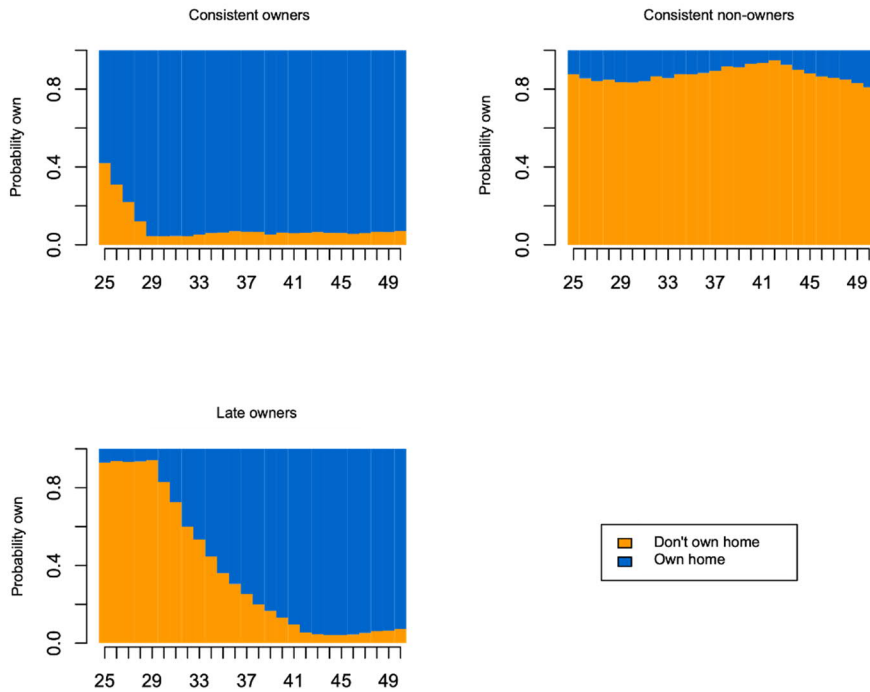 Consistent owners
Probability own
0.0 0.4 0.8
25 29 33 37 41 45 49
Consistent non-owners
Probability own
0.0 0.4 0.8
25 29 33 37 41 45 49
Late owners
Probability own
0.0 0.4 0.8
25 29 33 37 41 45 49
Don't own home
Own home